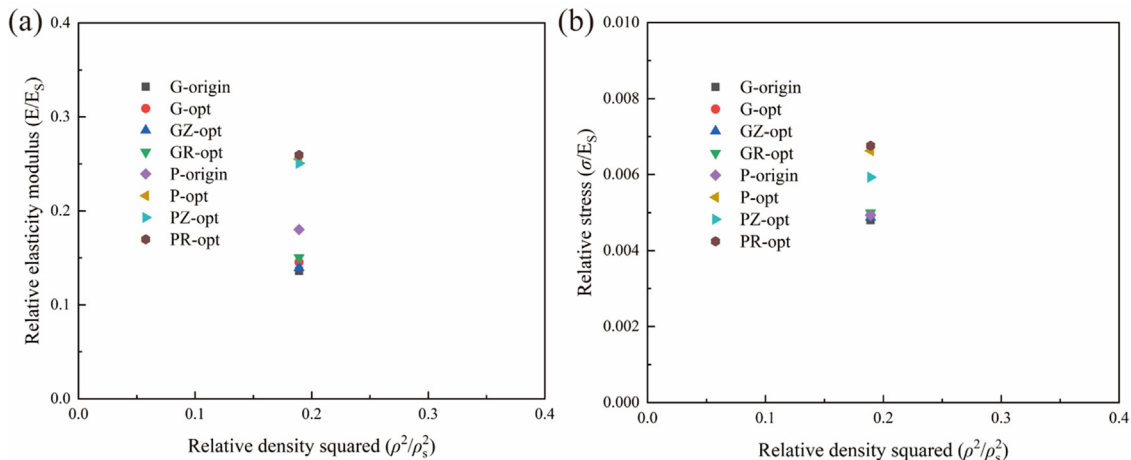 (a)
0.4
0.3
0.2
0.1
0.0
Relative elasticity modulus (E/E_S)
G-origin
G-opt
GZ-opt
GR-opt
P-origin
P-opt
PZ-opt
PR-opt
0.0 0.1 0.2 0.3 0.4
Relative density squared (ρ²/ρ_s²)
(b)
0.010
0.008
0.006
0.004
0.002
0.000
Relative stress (σ/E_S)
G-origin
G-opt
GZ-opt
GR-opt
P-origin
P-opt
PZ-opt
PR-opt
0.0 0.1 0.2 0.3 0.4
Relative density squared (ρ²/ρ_s²)